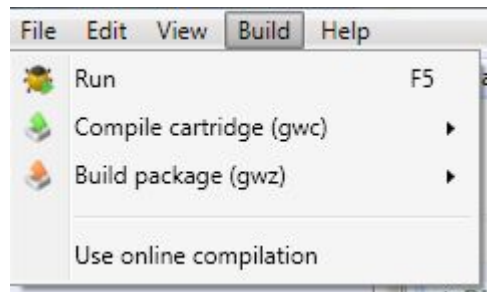 File Edit View Build Help
Run F5
Compile cartridge (gwc)
Build package (gwz)
Use online compilation